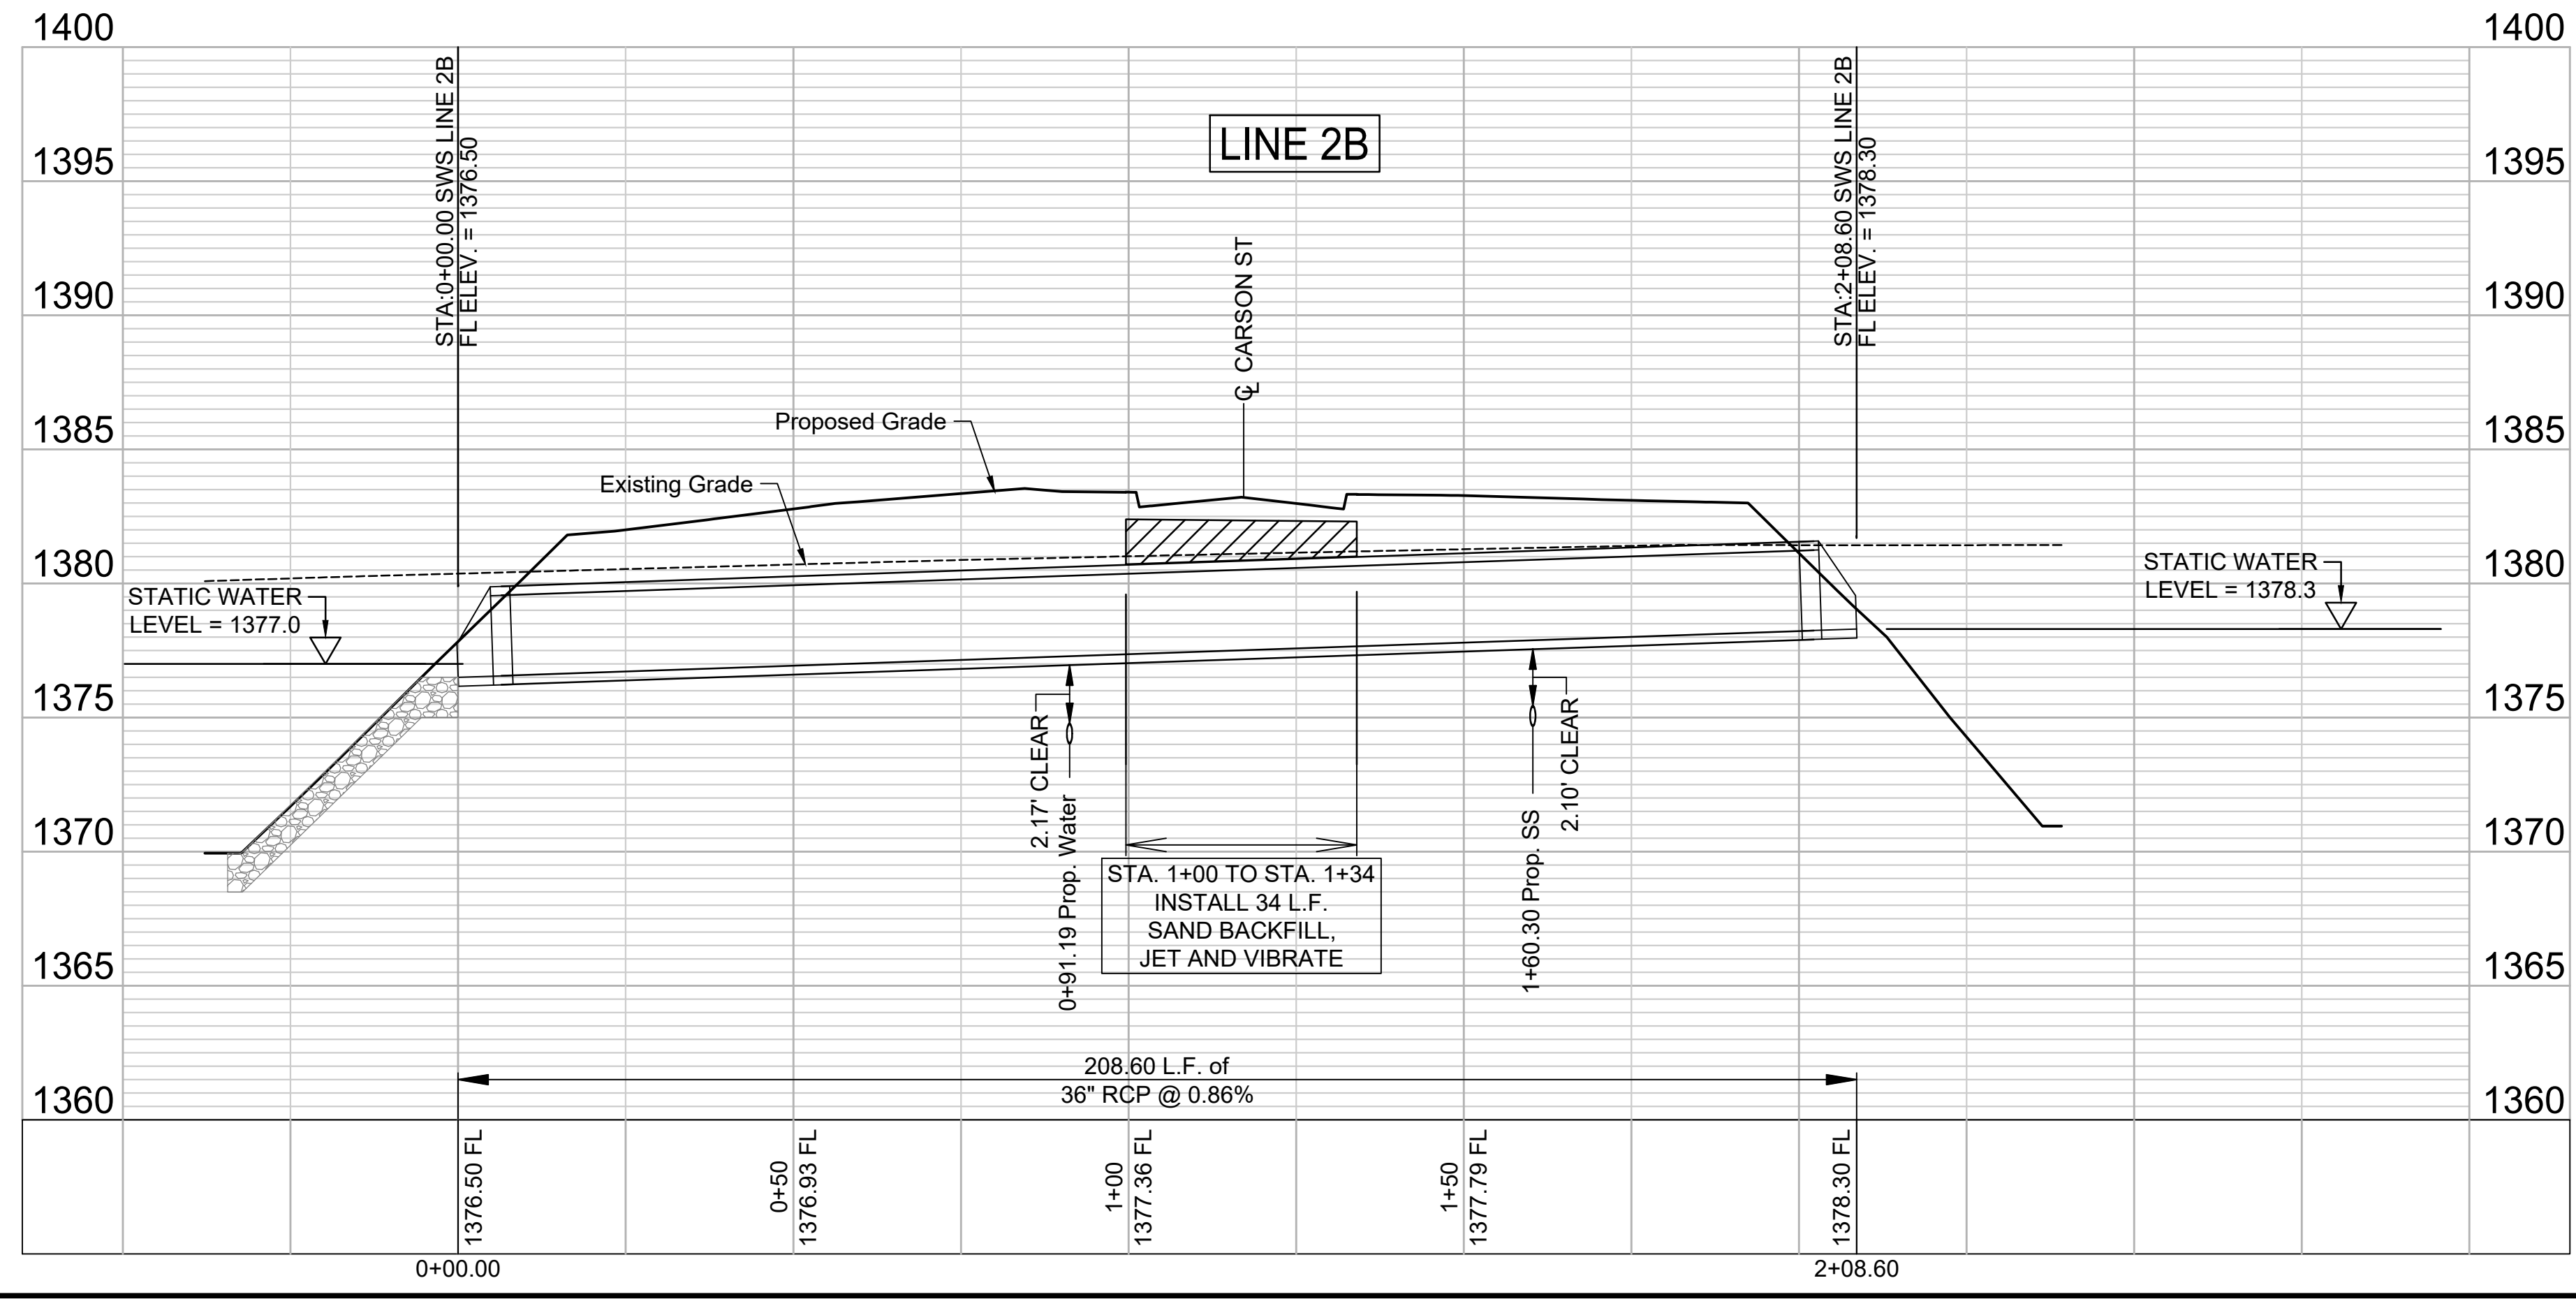 1400
1400
STA:0+00.00 SWS LINE 2B
FL ELEV. = 1376.50
STA:2+08.60 SWS LINE 2B
FL ELEV. = 1378.30
LINE 2B
1395
1395
1390
1390
℄ CARSON ST
1385
1385
Proposed Grade
Existing Grade
1380
1380
STATIC WATER
LEVEL = 1377.0
STATIC WATER
LEVEL = 1378.3
1375
1375
2.17' CLEAR
0+91.19 Prop. Water
2.10' CLEAR
1+60.30 Prop. SS
1370
1370
STA. 1+00 TO STA. 1+34
INSTALL 34 L.F.
SAND BACKFILL,
JET AND VIBRATE
1365
1365
208.60 L.F. of
36" RCP @ 0.86%
1360
1360
1376.50 FL
0+50
1376.93 FL
1+00
1377.36 FL
1+50
1377.79 FL
1378.30 FL
0+00.00
2+08.60